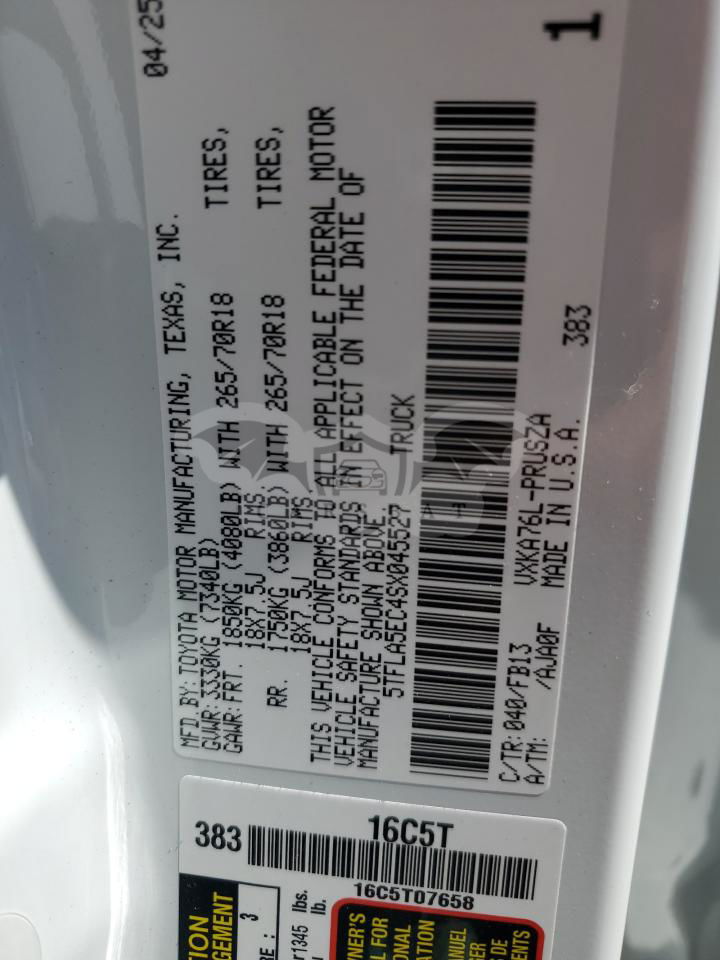 04/25
MFD BY: TOYOTA MOTOR MANUFACTURING, TEXAS, INC.
GVWR: 3330KG (7340LB)
GAWR: FRT. 1850KG (4080LB) WITH 265/70R18 TIRES,
18X7.5J RIMS
RR. 1750KG (3860LB) WITH 265/70R18 TIRES,
18X7.5J RIMS
THIS VEHICLE CONFORMS TO ALL APPLICABLE FEDERAL MOTOR
VEHICLE SAFETY STANDARDS IN EFFECT ON THE DATE OF
MANUFACTURE SHOWN ABOVE.
5TFLA5EC4SX045527 TRUCK
C/TR: 040/FB13 VXKA76L-PRUSZA 383
A/TM: /AJA0F MADE IN U.S.A.
1
383 16C5T
16C5T07658
3
1345 lbs.
lb.